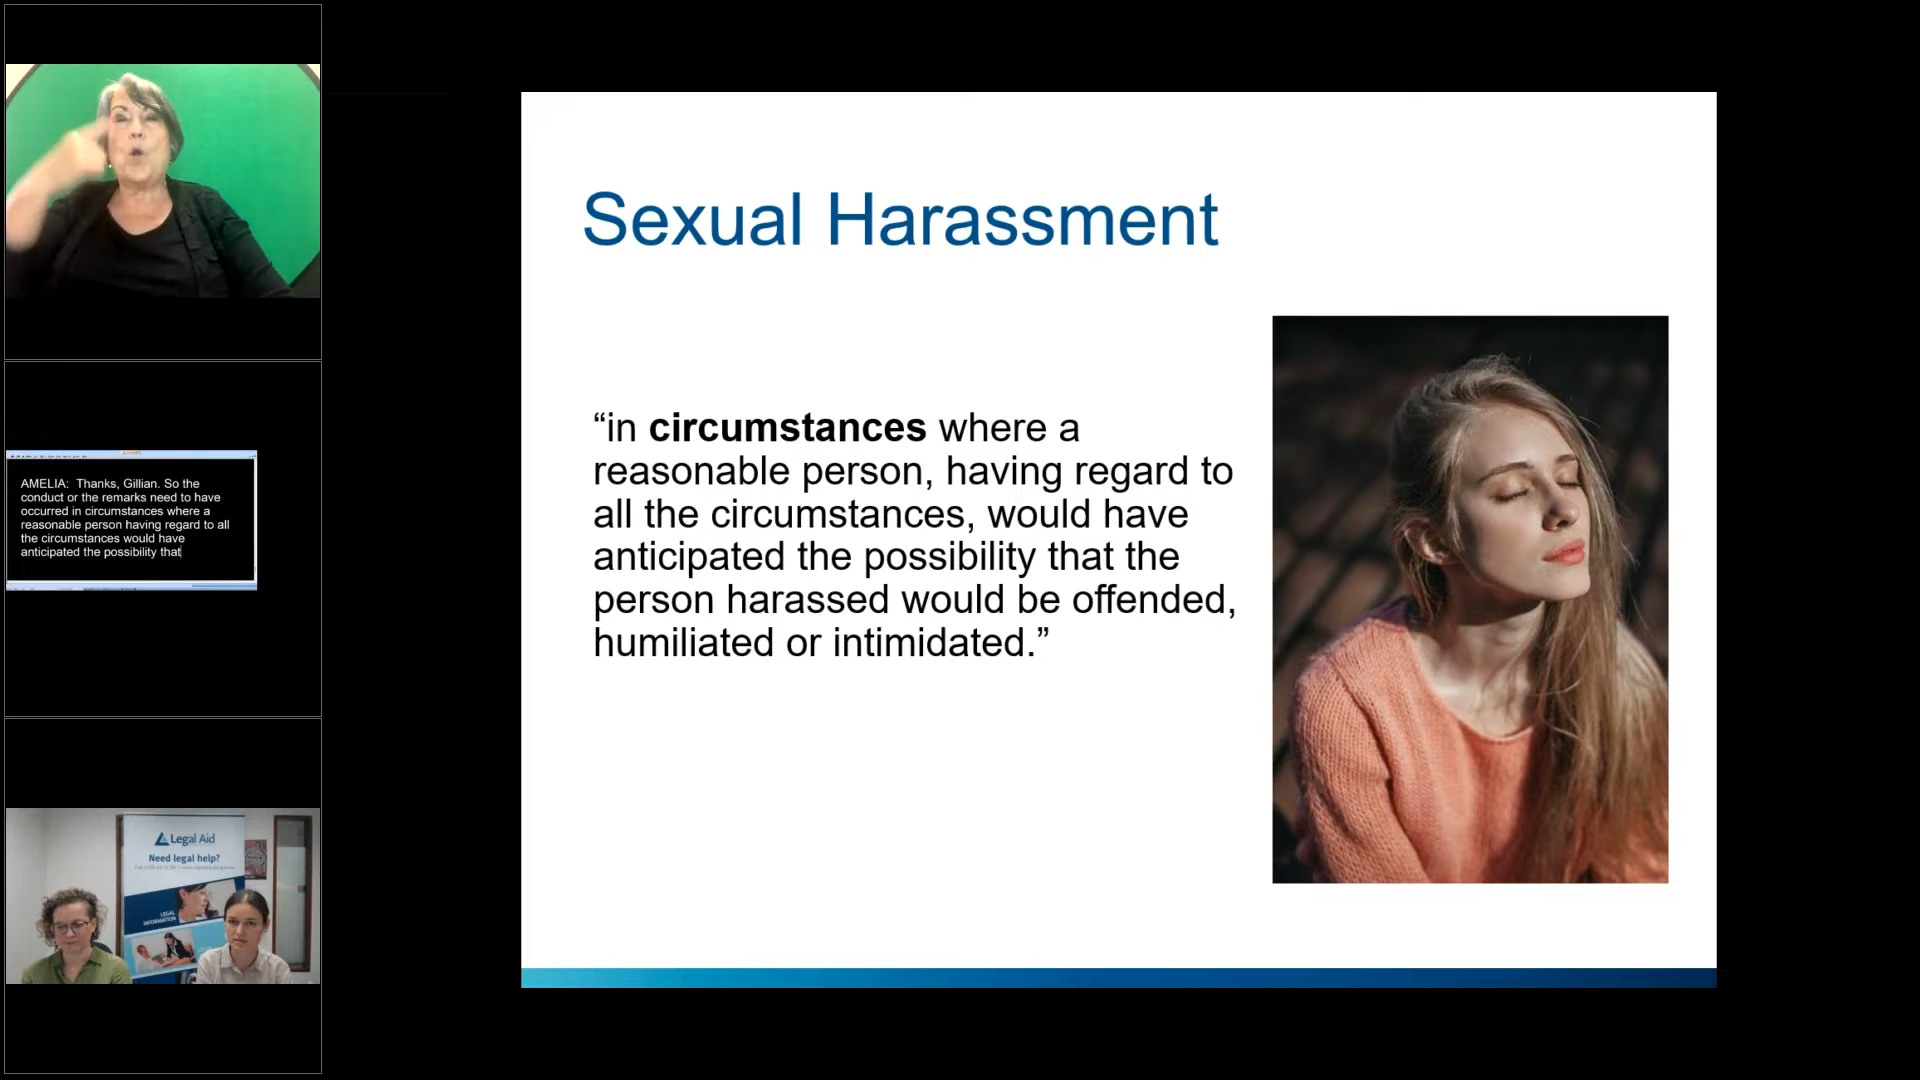 Sexual Harassment
“in circumstances where a
reasonable person, having regard to
all the circumstances, would have
anticipated the possibility that the
person harassed would be offended,
humiliated or intimidated.”
AMELIA:  Thanks, Gillian. So the
conduct or the remarks need to have
occurred in circumstances where a
reasonable person having regard to all
the circumstances would have
anticipated the possibility that
Legal Aid
Need legal help?
LEGAL
INFORMATION